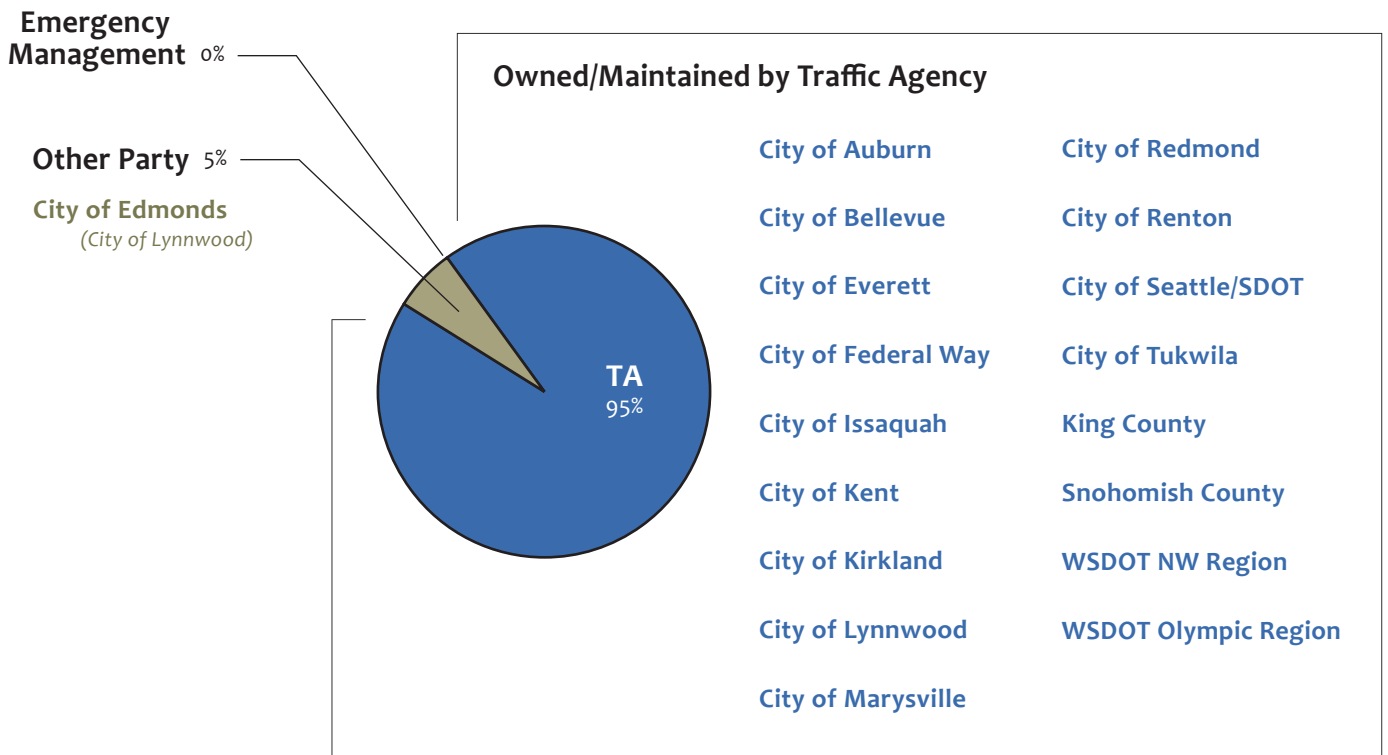 Emergency
Management 0%
Other Party 5%
City of Edmonds
(City of Lynnwood)
Owned/Maintained by Traffic Agency
TA
95%
City of Auburn
City of Bellevue
City of Everett
City of Federal Way
City of Issaquah
City of Kent
City of Kirkland
City of Lynnwood
City of Marysville
City of Redmond
City of Renton
City of Seattle/SDOT
City of Tukwila
King County
Snohomish County
WSDOT NW Region
WSDOT Olympic Region